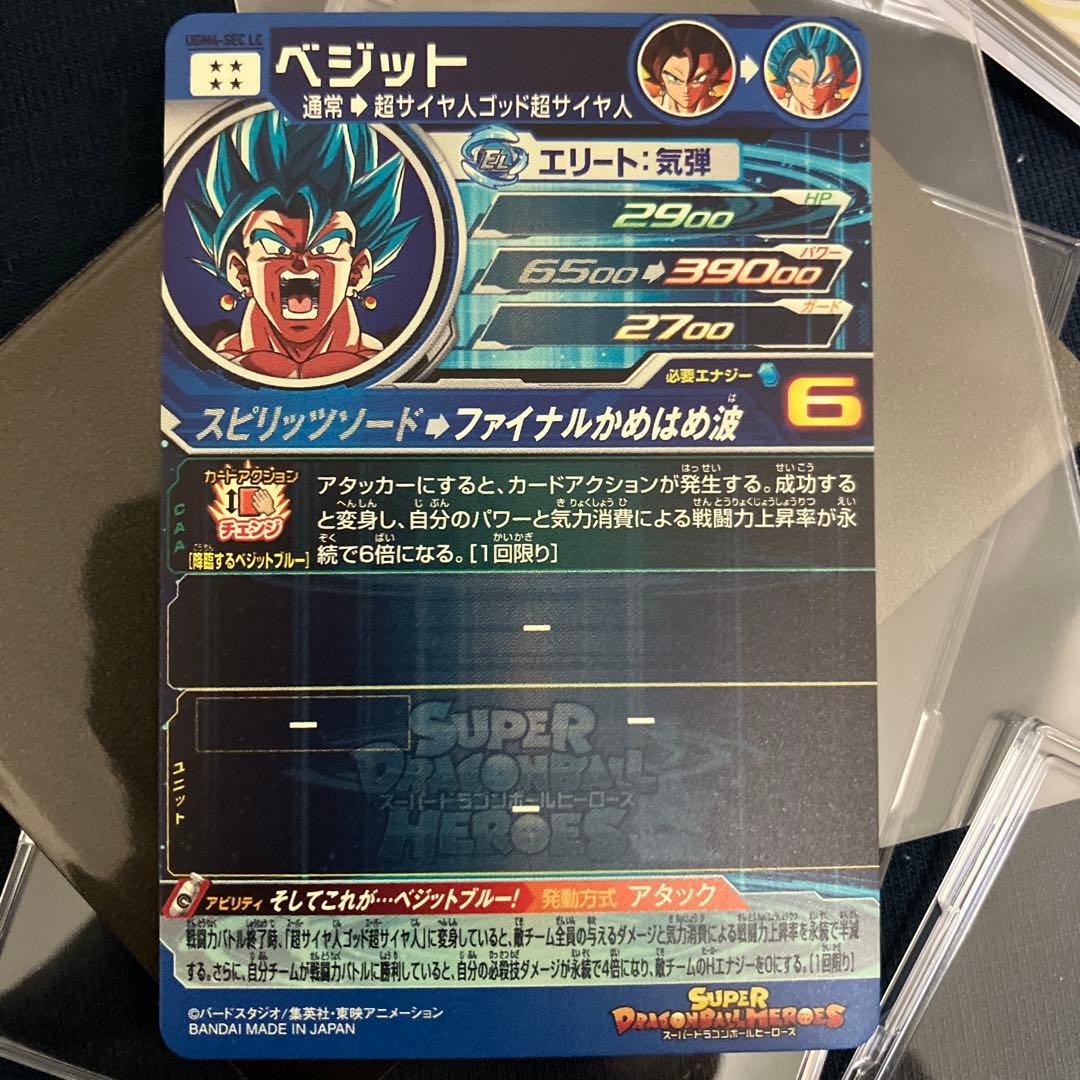 UGM4-SEC LC
ベジット
通常➡超サイヤ人ゴッド超サイヤ人
EL エリート：気弾
HP
2900
パワー
6500➡39000
ガード
2700
必要エナジー 6
スピリッツソード➡ファイナルかめはめ波
CAA
カードアクション
チェンジ
[降臨するベジットブルー]
アタッカーにすると、カードアクションが発生する。成功する
と変身し、自分のパワーと気力消費による戦闘力上昇率が永
続で6倍になる。[1回限り]
ー
ユニット
ー ー
ー
SUPER
DRAGONBALL
スーパードラゴンボールヒーローズ
HEROES
アビリティ そしてこれが…ベジットブルー! 発動方式 アタック
戦闘力バトル終了時、「超サイヤ人ゴッド超サイヤ人」に変身していると、敵チーム全員の与えるダメージと気力消費による戦闘力上昇率を永続で半減
する。さらに、自分チームが戦闘力バトルに勝利していると、自分の必殺技ダメージが永続で4倍になり、敵チームのHエナジーを0にする。[1回限り]
©バードスタジオ/集英社・東映アニメーション
BANDAI MADE IN JAPAN
SUPER
DRAGONBALL HEROES
スーパードラゴンボールヒーローズ